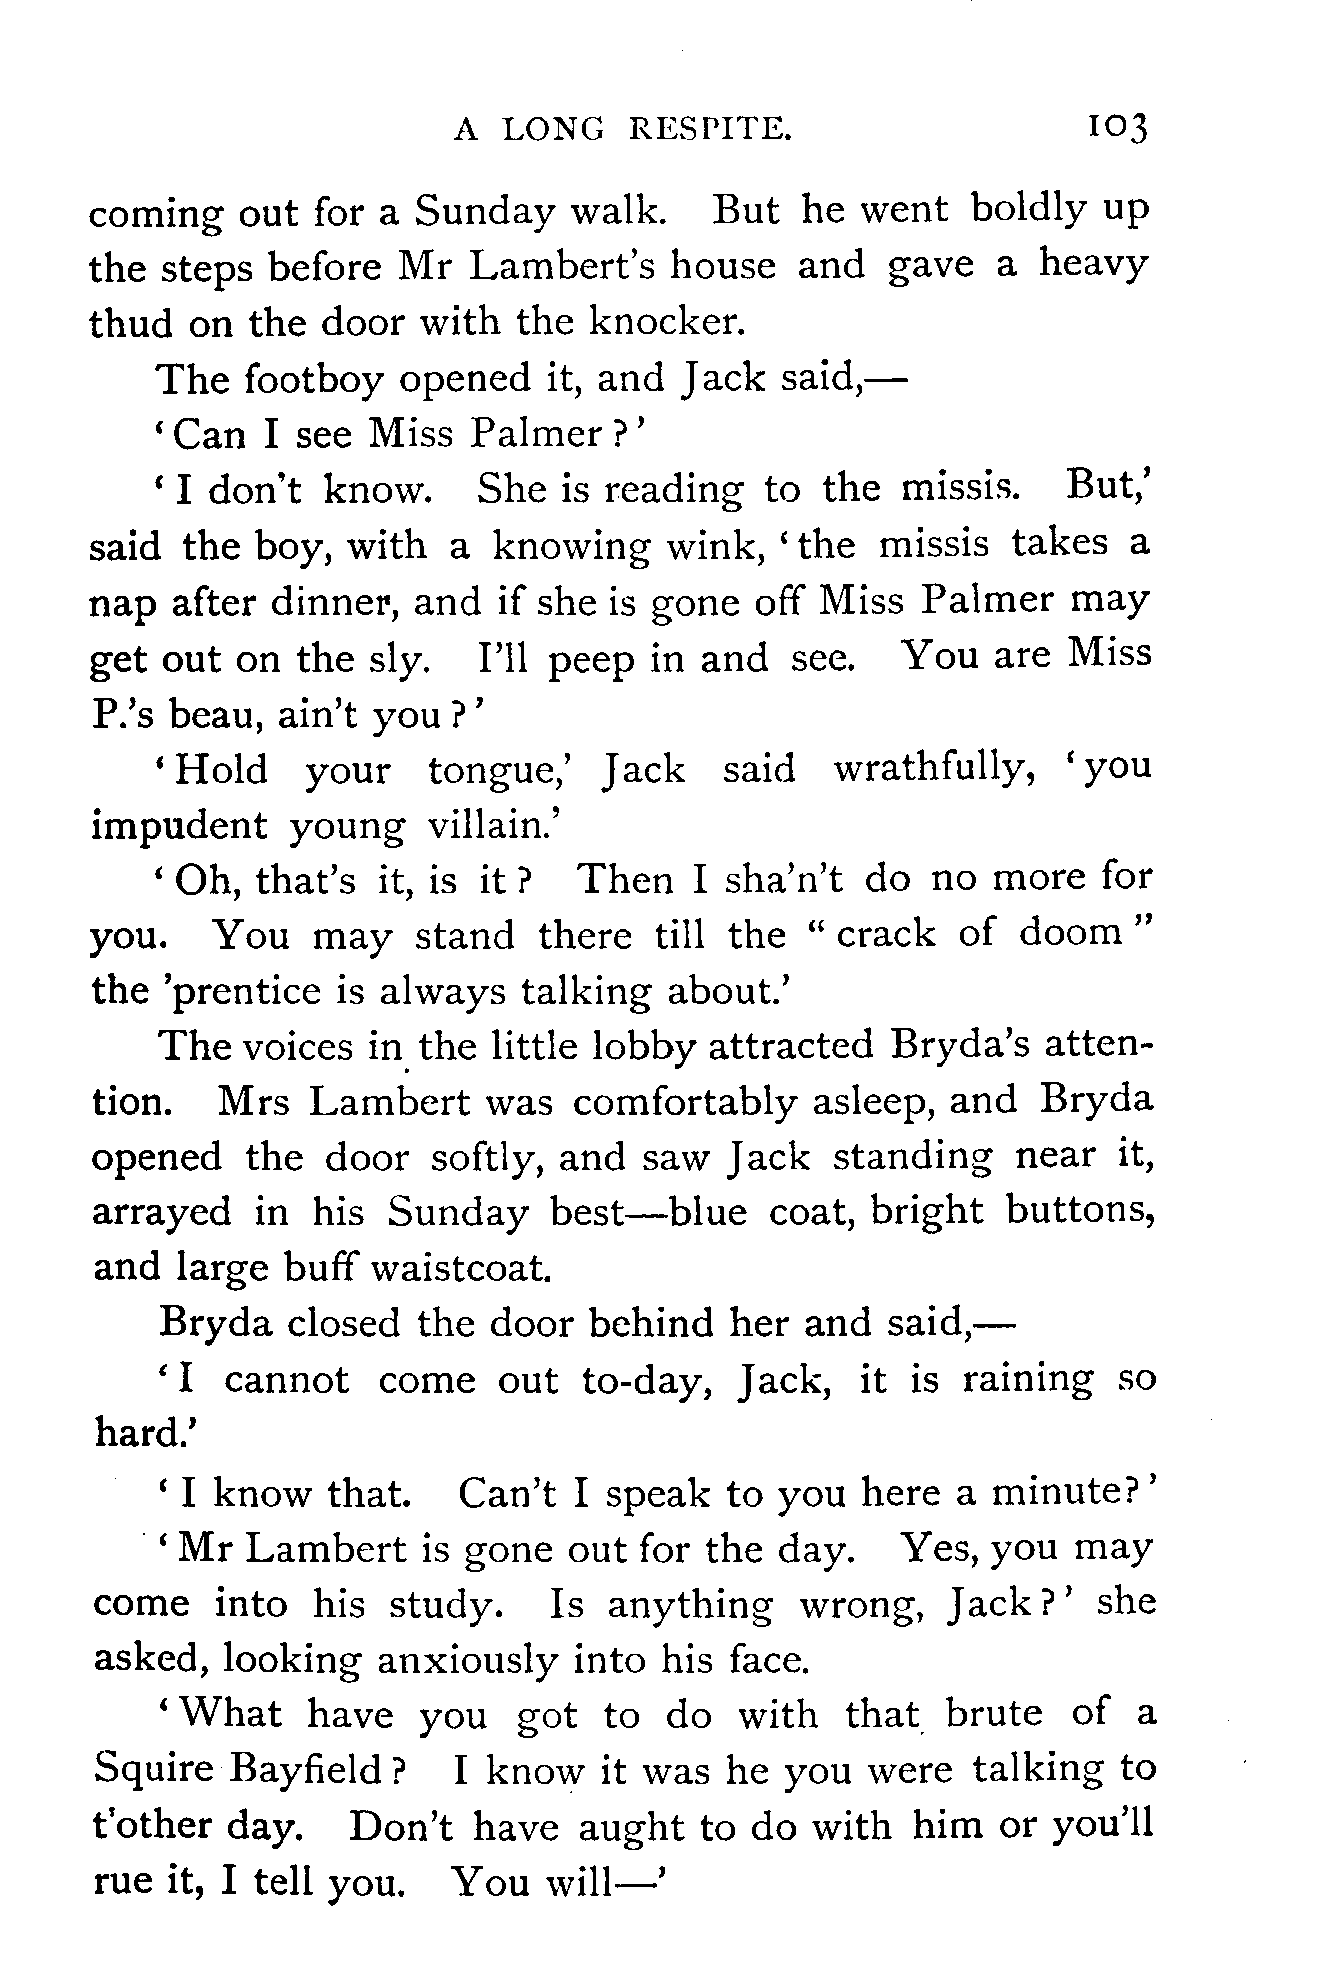 A LONG RESPITE. 103
coming out for a Sunday walk. But he went boldly up
the steps before Mr Lambert's house and gave a heavy
thud on the door with the knocker.
The footboy opened it, and Jack said,—
‘Can I see Miss Palmer?’
‘I don't know. She is reading to the missis. But,’
said the boy, with a knowing wink, ‘the missis takes a
nap after dinner, and if she is gone off Miss Palmer may
get out on the sly. I'll peep in and see. You are Miss
P.'s beau, ain't you?’
‘Hold your tongue,’ Jack said wrathfully, ‘you
impudent young villain.’
‘Oh, that's it, is it? Then I sha'n't do no more for
you. You may stand there till the “crack of doom”
the 'prentice is always talking about.’
The voices in the little lobby attracted Bryda's atten-
tion. Mrs Lambert was comfortably asleep, and Bryda
opened the door softly, and saw Jack standing near it,
arrayed in his Sunday best—blue coat, bright buttons,
and large buff waistcoat.
Bryda closed the door behind her and said,—
‘I cannot come out to-day, Jack, it is raining so
hard.’
‘I know that. Can't I speak to you here a minute?’
‘Mr Lambert is gone out for the day. Yes, you may
come into his study. Is anything wrong, Jack?’ she
asked, looking anxiously into his face.
‘What have you got to do with that brute of a
Squire Bayfield? I know it was he you were talking to
t'other day. Don't have aught to do with him or you'll
rue it, I tell you. You will—’